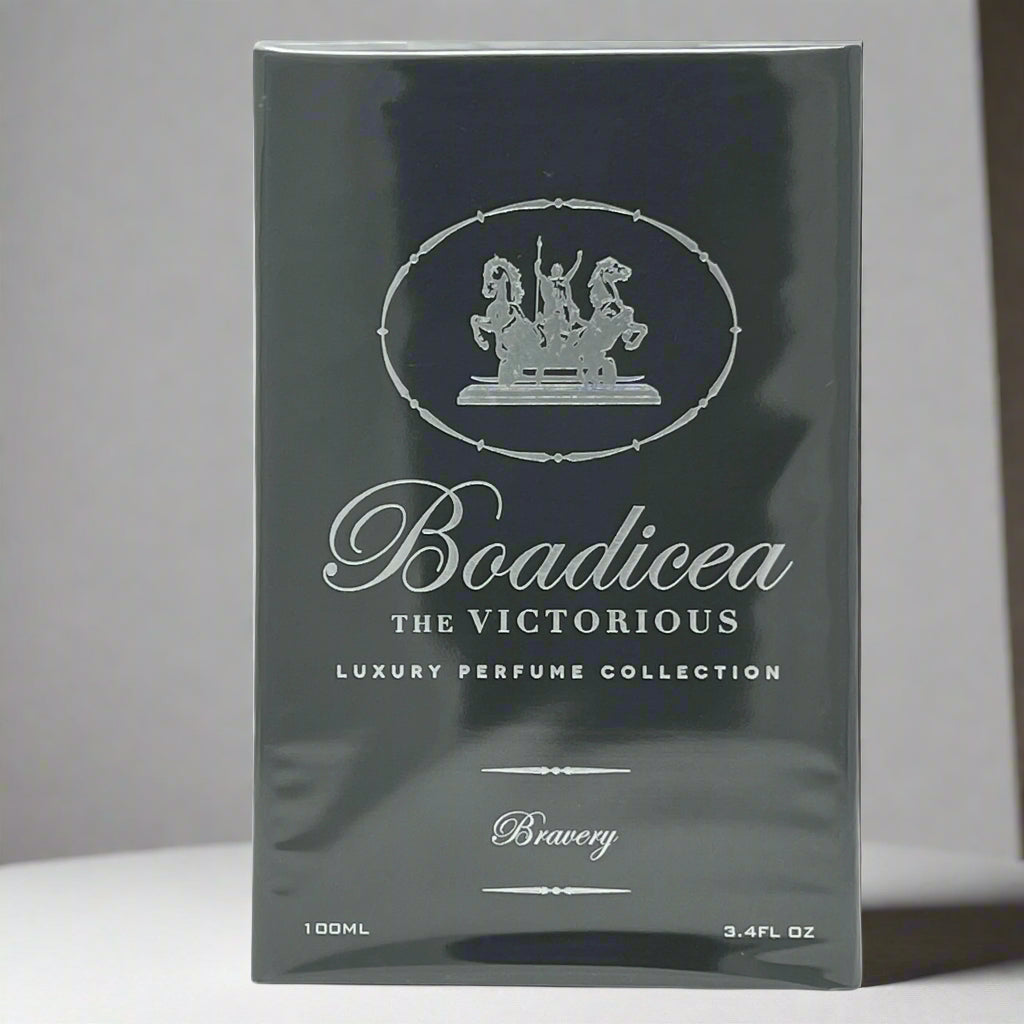 Boadicea
THE VICTORIOUS
LUXURY PERFUME COLLECTION
Bravery
100ML
3.4FL OZ